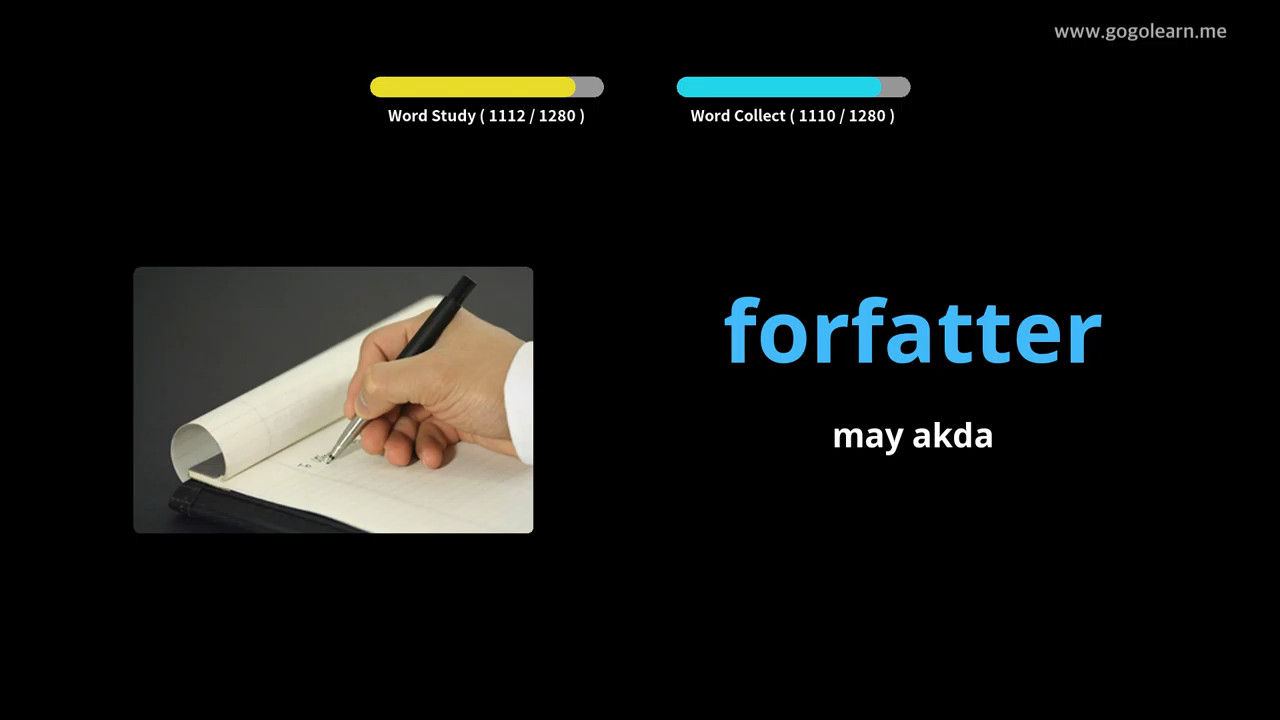 www.gogolearn.me
Word Study ( 1112 / 1280 )
Word Collect ( 1110 / 1280 )
forfatter
may akda